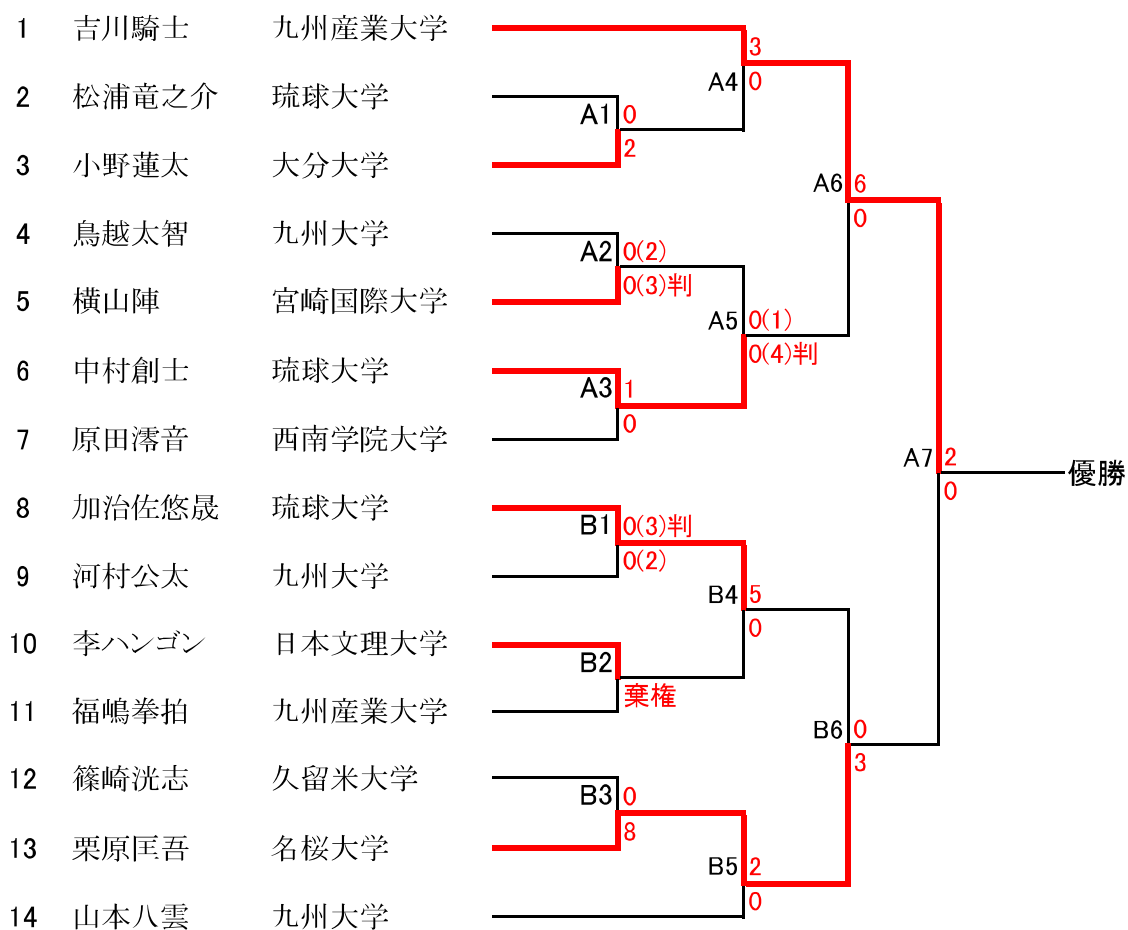 1 吉川騎士 九州産業大学
3
A4 0
2 松浦竜之介 琉球大学
A1 0
2
3 小野蓮太 大分大学
A6 6
0
4 鳥越太智 九州大学
A2 0(2)
0(3)判
5 横山陣 宮崎国際大学
A5 0(1)
0(4)判
6 中村創士 琉球大学
A3 1
0
7 原田澪音 西南学院大学
A7 2
0
優勝
8 加治佐悠晟 琉球大学
B1 0(3)判
0(2)
9 河村公太 九州大学
B4 5
0
10 李ハンゴン 日本文理大学
B2
棄権
11 福嶋拳拍 九州産業大学
B6 0
3
12 篠崎洸志 久留米大学
B3 0
8
13 栗原匡吾 名桜大学
B5 2
0
14 山本八雲 九州大学